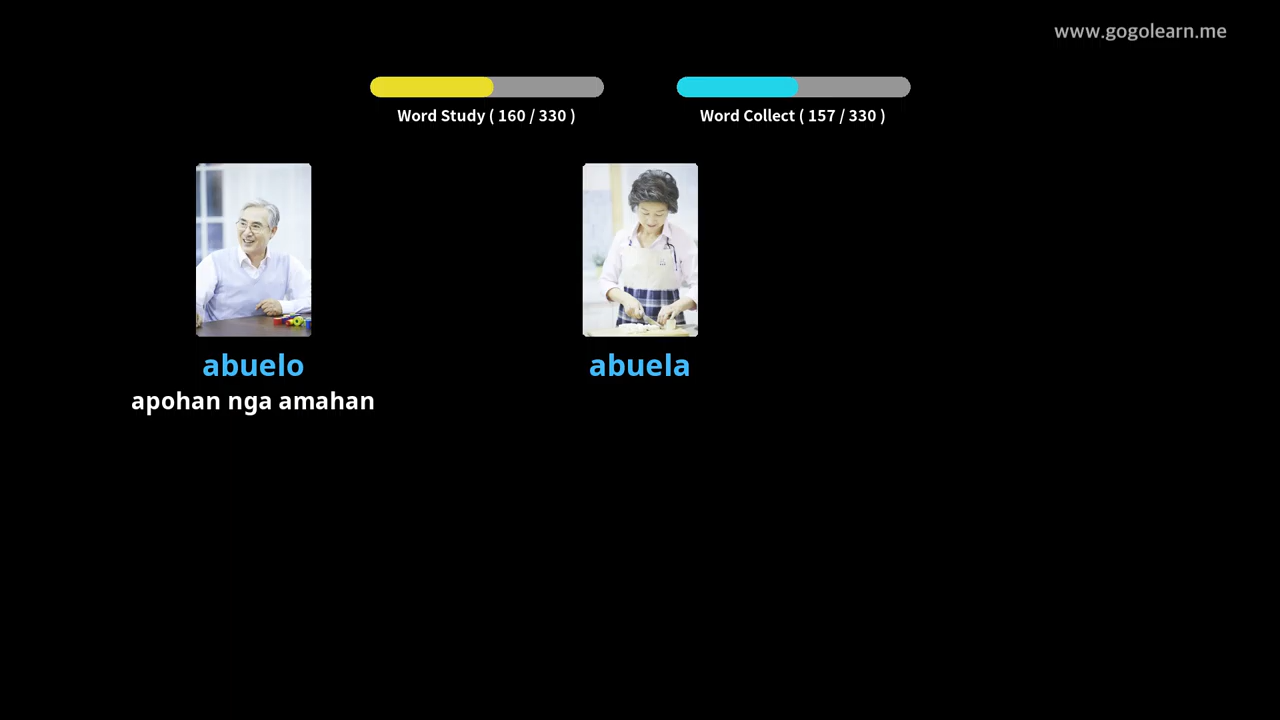 www.gogolearn.me
Word Study ( 160 / 330 )
Word Collect ( 157 / 330 )
abuelo
abuela
apohan nga amahan